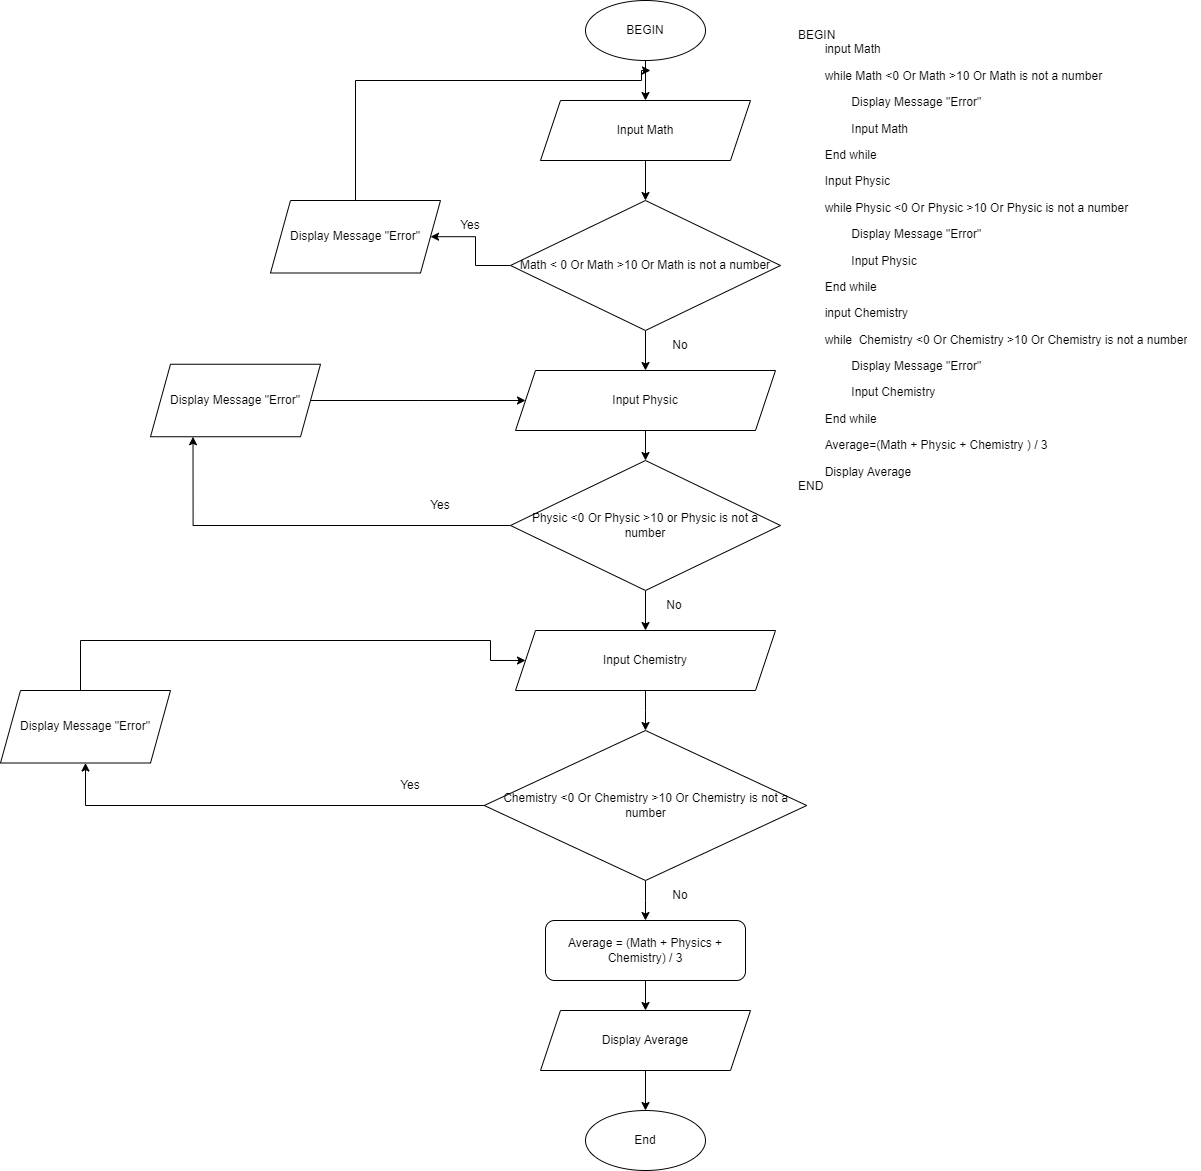 BEGIN
Input Math
Display Message "Error"
Yes
Math < 0 Or Math >10 Or Math is not a number
No
Display Message "Error"
Input Physic
Yes
Physic <0 Or Physic >10 or Physic is not a
number
No
Input Chemistry
Display Message "Error"
Yes
Chemistry <0 Or Chemistry >10 Or Chemistry is not a
number
No
Average = (Math + Physics +
Chemistry) / 3
Display Average
End
BEGIN
input Math
while Math <0 Or Math >10 Or Math is not a number
Display Message "Error"
Input Math
End while
Input Physic
while Physic <0 Or Physic >10 Or Physic is not a number
Display Message "Error"
Input Physic
End while
input Chemistry
while  Chemistry <0 Or Chemistry >10 Or Chemistry is not a number
Display Message "Error"
Input Chemistry
End while
Average=(Math + Physic + Chemistry ) / 3
Display Average
END